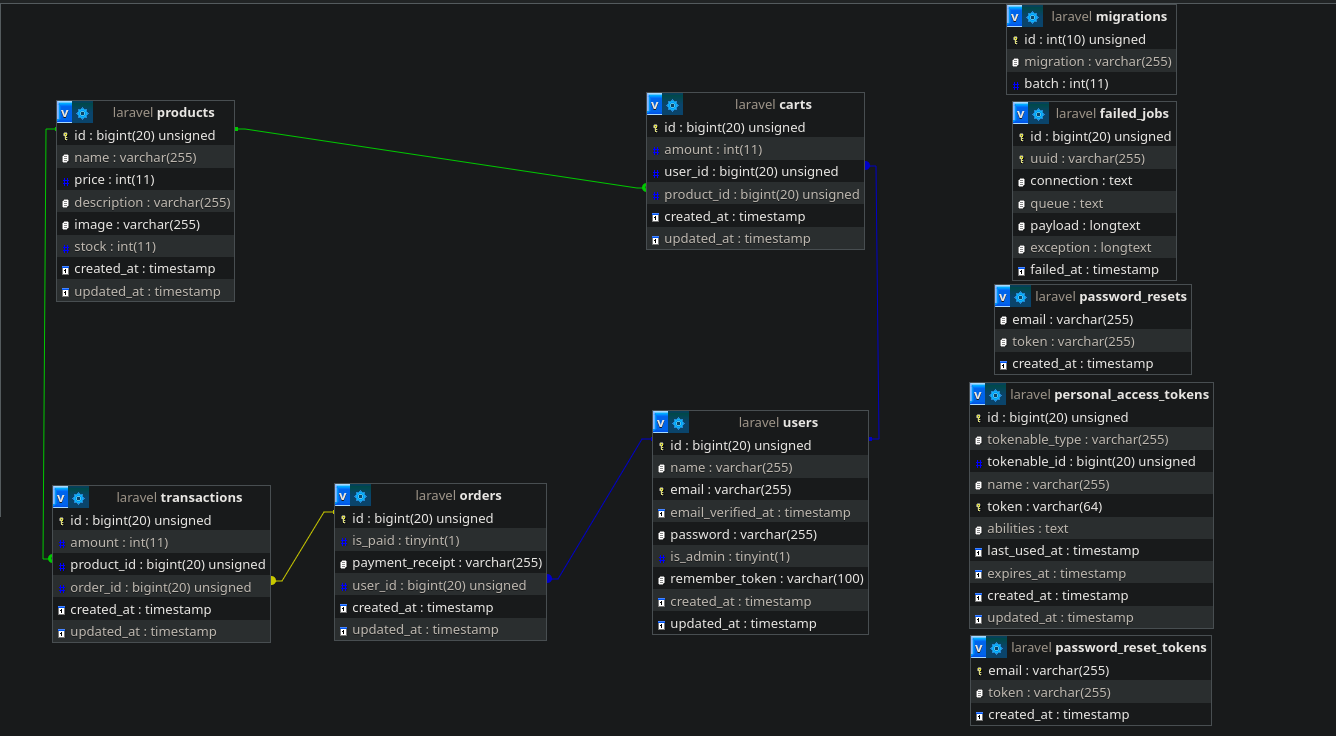 laravel products
id : bigint(20) unsigned
name : varchar(255)
price : int(11)
description : varchar(255)
image : varchar(255)
stock : int(11)
created_at : timestamp
updated_at : timestamp
laravel carts
id : bigint(20) unsigned
amount : int(11)
user_id : bigint(20) unsigned
product_id : bigint(20) unsigned
created_at : timestamp
updated_at : timestamp
laravel transactions
id : bigint(20) unsigned
amount : int(11)
product_id : bigint(20) unsigned
order_id : bigint(20) unsigned
created_at : timestamp
updated_at : timestamp
laravel orders
id : bigint(20) unsigned
is_paid : tinyint(1)
payment_receipt : varchar(255)
user_id : bigint(20) unsigned
created_at : timestamp
updated_at : timestamp
laravel users
id : bigint(20) unsigned
name : varchar(255)
email : varchar(255)
email_verified_at : timestamp
password : varchar(255)
is_admin : tinyint(1)
remember_token : varchar(100)
created_at : timestamp
updated_at : timestamp
laravel migrations
id : int(10) unsigned
migration : varchar(255)
batch : int(11)
laravel failed_jobs
id : bigint(20) unsigned
uuid : varchar(255)
connection : text
queue : text
payload : longtext
exception : longtext
failed_at : timestamp
laravel password_resets
email : varchar(255)
token : varchar(255)
created_at : timestamp
laravel personal_access_tokens
id : bigint(20) unsigned
tokenable_type : varchar(255)
tokenable_id : bigint(20) unsigned
name : varchar(255)
token : varchar(64)
abilities : text
last_used_at : timestamp
expires_at : timestamp
created_at : timestamp
updated_at : timestamp
laravel password_reset_tokens
email : varchar(255)
token : varchar(255)
created_at : timestamp